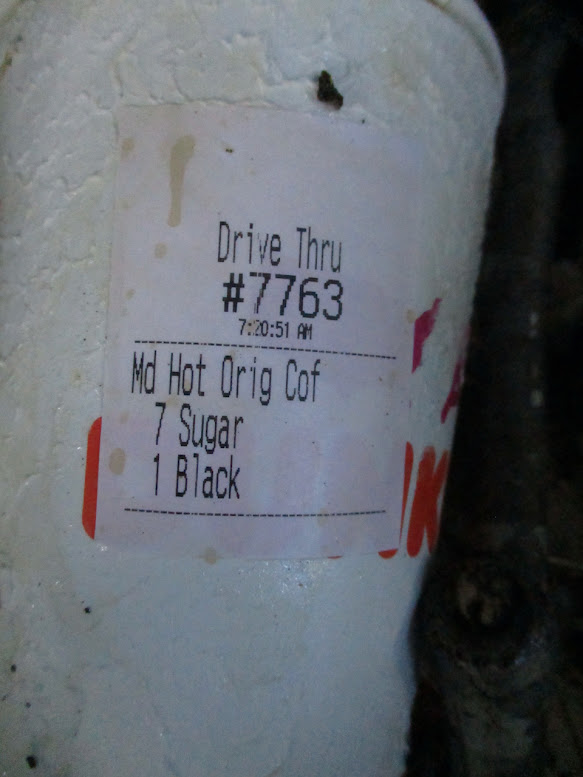 Drive Thru
#7763
7:20:51 AM
Md Hot Orig Cof
7 Sugar
1 Black